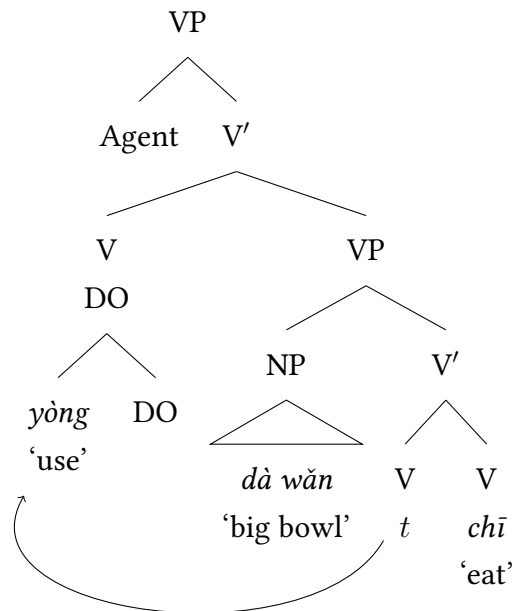 VP
Agent V′
V VP
DO
NP V′
yòng DO
‘use’
dà wǎn V V
‘big bowl’ t chī
‘eat’